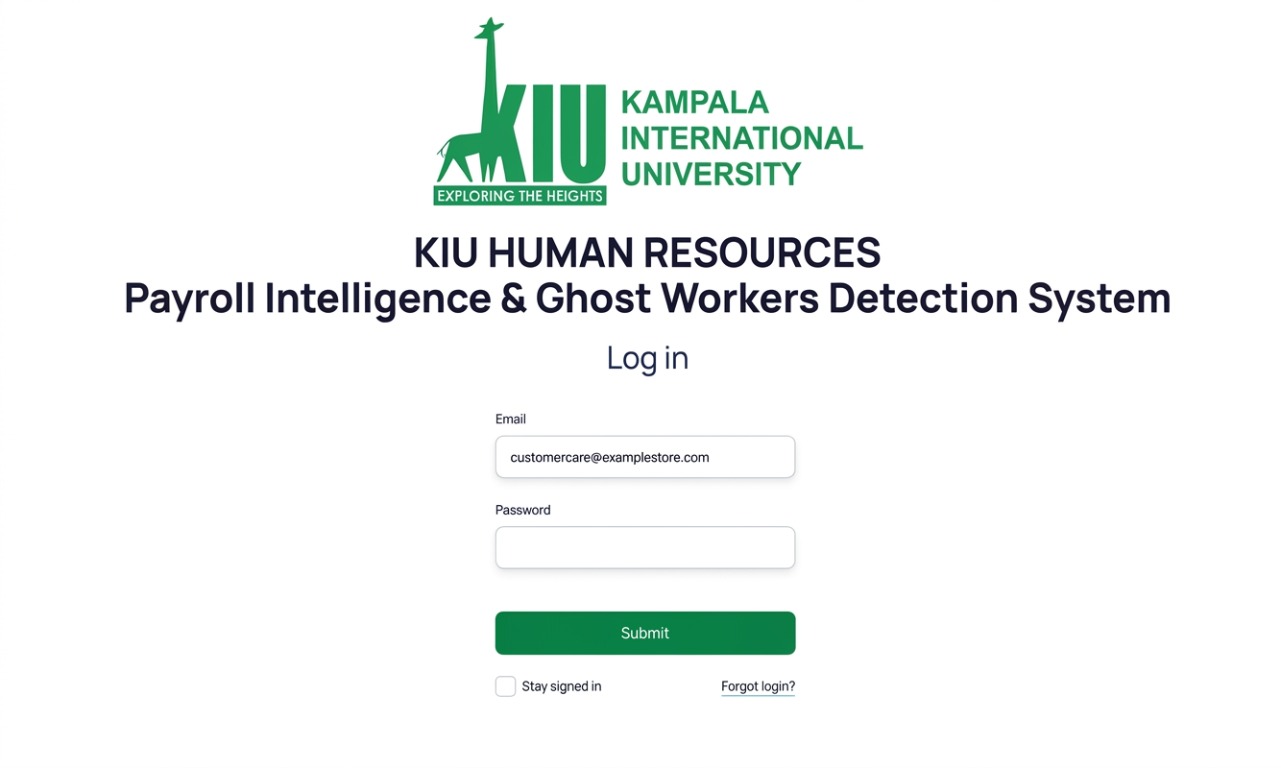 KIU
EXPLORING THE HEIGHTS
KAMPALA
INTERNATIONAL
UNIVERSITY
KIU HUMAN RESOURCES
Payroll Intelligence & Ghost Workers Detection System
Log in
Email
customercare@examplestore.com
Password
Submit
Stay signed in
Forgot login?